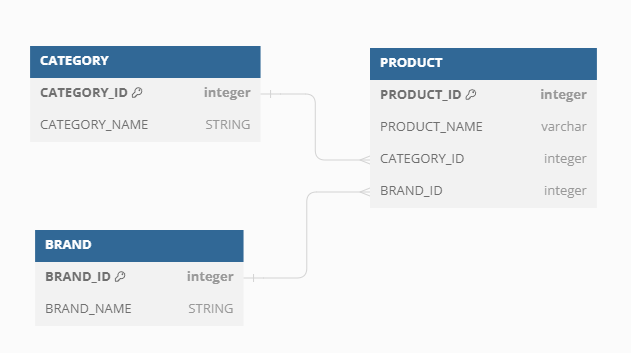 CATEGORY
CATEGORY_ID integer
CATEGORY_NAME STRING
PRODUCT
PRODUCT_ID integer
PRODUCT_NAME varchar
CATEGORY_ID integer
BRAND_ID integer
BRAND
BRAND_ID integer
BRAND_NAME STRING